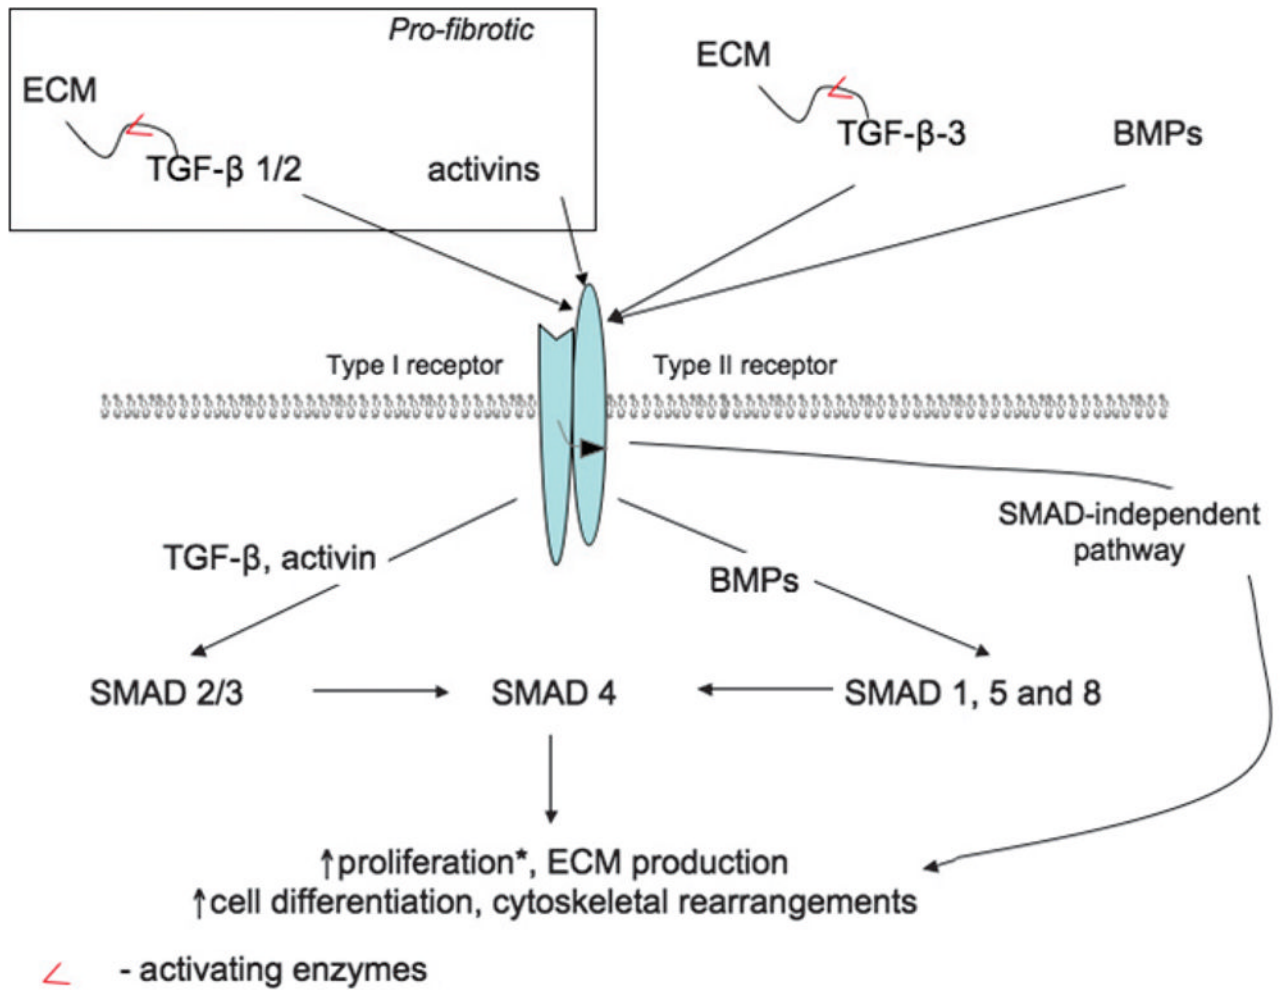 Pro-fibrotic
ECM
TGF-β 1/2
activins
ECM
TGF-β-3
BMPs
Type I receptor
Type II receptor
SMAD-independent
pathway
TGF-β, activin
BMPs
SMAD 2/3
SMAD 4
SMAD 1, 5 and 8
↑proliferation*, ECM production
↑cell differentiation, cytoskeletal rearrangements
- activating enzymes